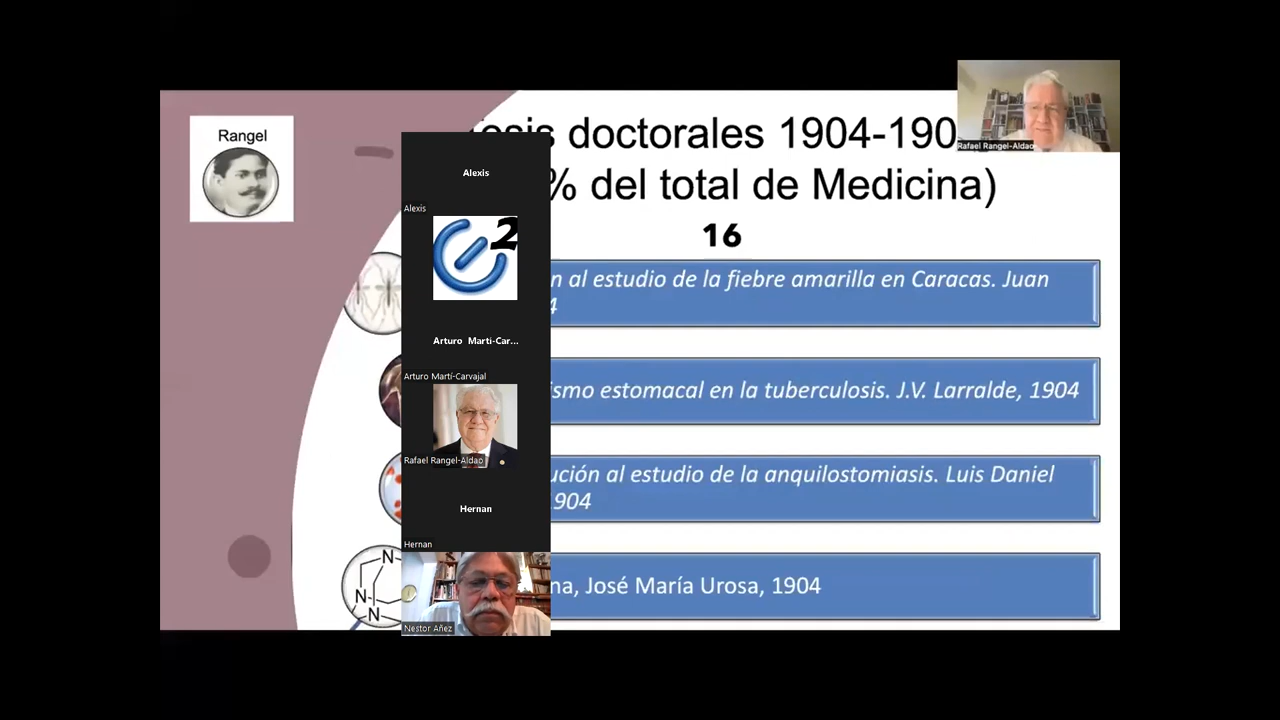 Rangel
Tesis doctorales 1904-190
% del total de Medicina)
16
Rafael Rangel-Aldao
Alexis
Alexis
2
Arturo Marti-Car...
Arturo Martí-Carvajal
Rafael Rangel-Aldao
Hernan
Hernan
Nestor Añez
n al estudio de la fiebre amarilla en Caracas. Juan
4
ismo estomacal en la tuberculosis. J.V. Larralde, 1904
ución al estudio de la anquilostomiasis. Luis Daniel
1904
na, José María Urosa, 1904
N
N
N